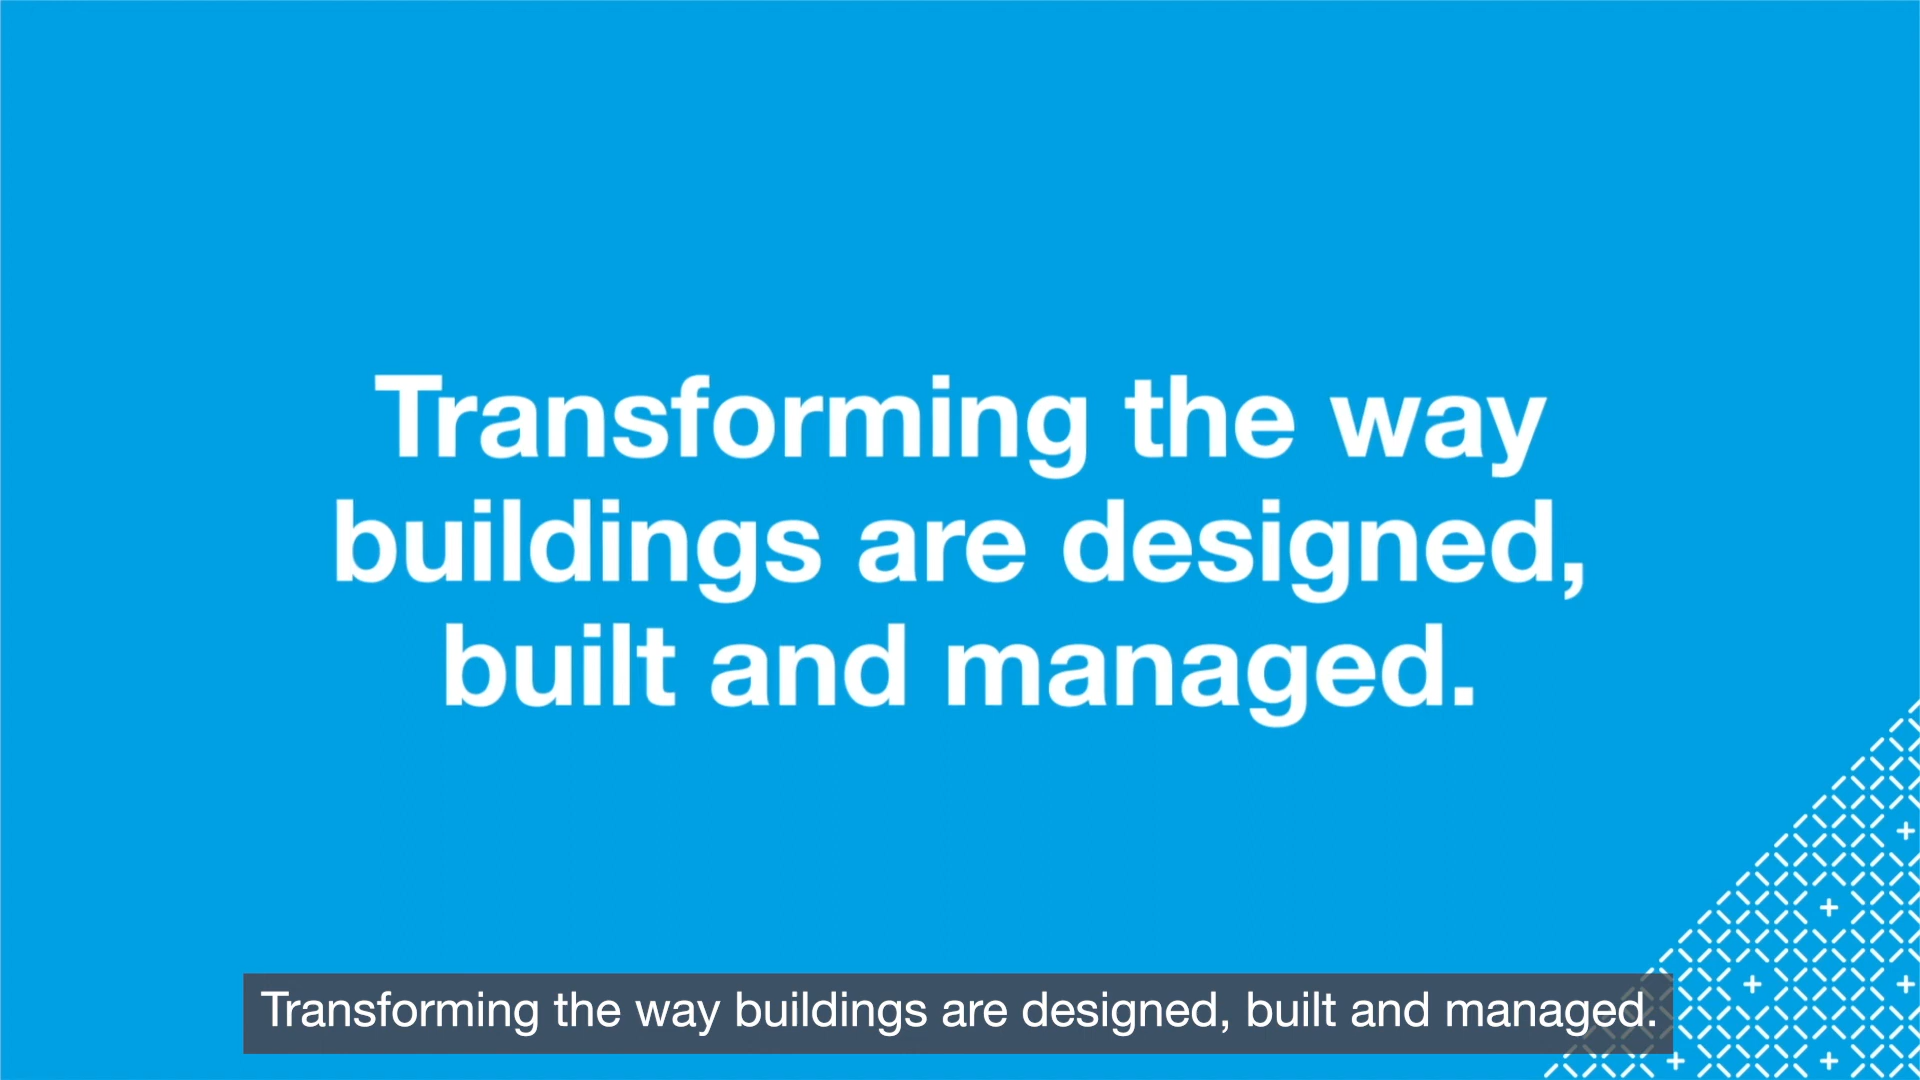 Transforming the way
buildings are designed,
built and managed.
Transforming the way buildings are designed, built and managed.